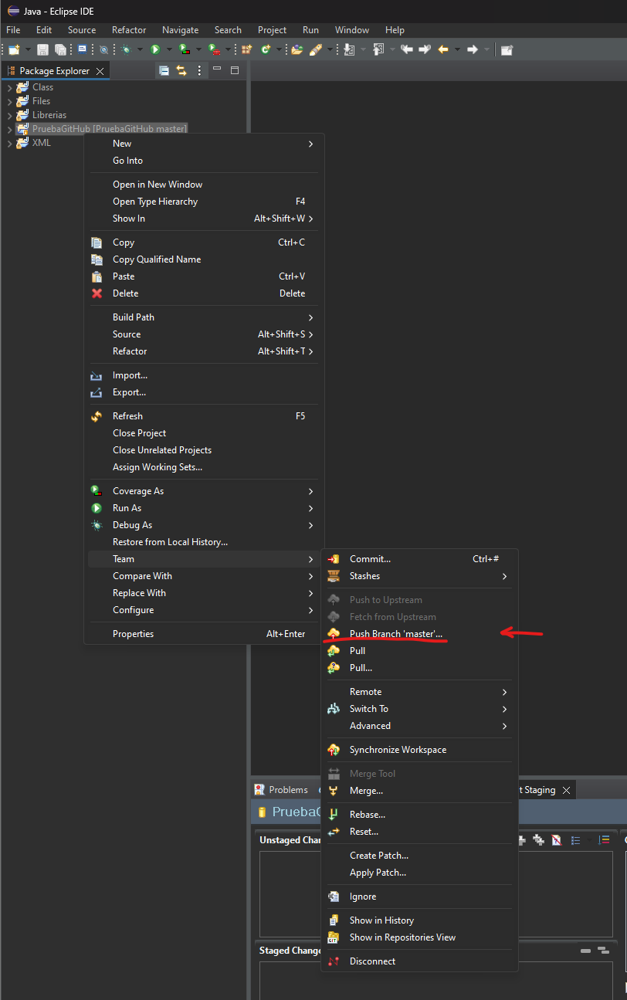 Java - Eclipse IDE
File Edit Source Refactor Navigate Search Project Run Window Help
Package Explorer
Class
Files
Librerias
PruebaGitHub [PruebaGitHub master]
XML
New
Go Into
Open in New Window
Open Type Hierarchy F4
Show In Alt+Shift+W
Copy Ctrl+C
Copy Qualified Name
Paste Ctrl+V
Delete Delete
Build Path
Source Alt+Shift+S
Refactor Alt+Shift+T
Import...
Export...
Refresh F5
Close Project
Close Unrelated Projects
Assign Working Sets...
Coverage As
Run As
Debug As
Restore from Local History...
Team
Compare With
Replace With
Configure
Properties Alt+Enter
Commit... Ctrl+#
Stashes
Push to Upstream
Fetch from Upstream
Push Branch 'master'...
Pull
Pull...
Remote
Switch To
Advanced
Synchronize Workspace
Merge Tool
Merge...
Rebase...
Reset...
Create Patch...
Apply Patch...
Ignore
Show in History
GIT Show in Repositories View
Disconnect
Problems t Staging
PruebaG
Unstaged Chan
Staged Change